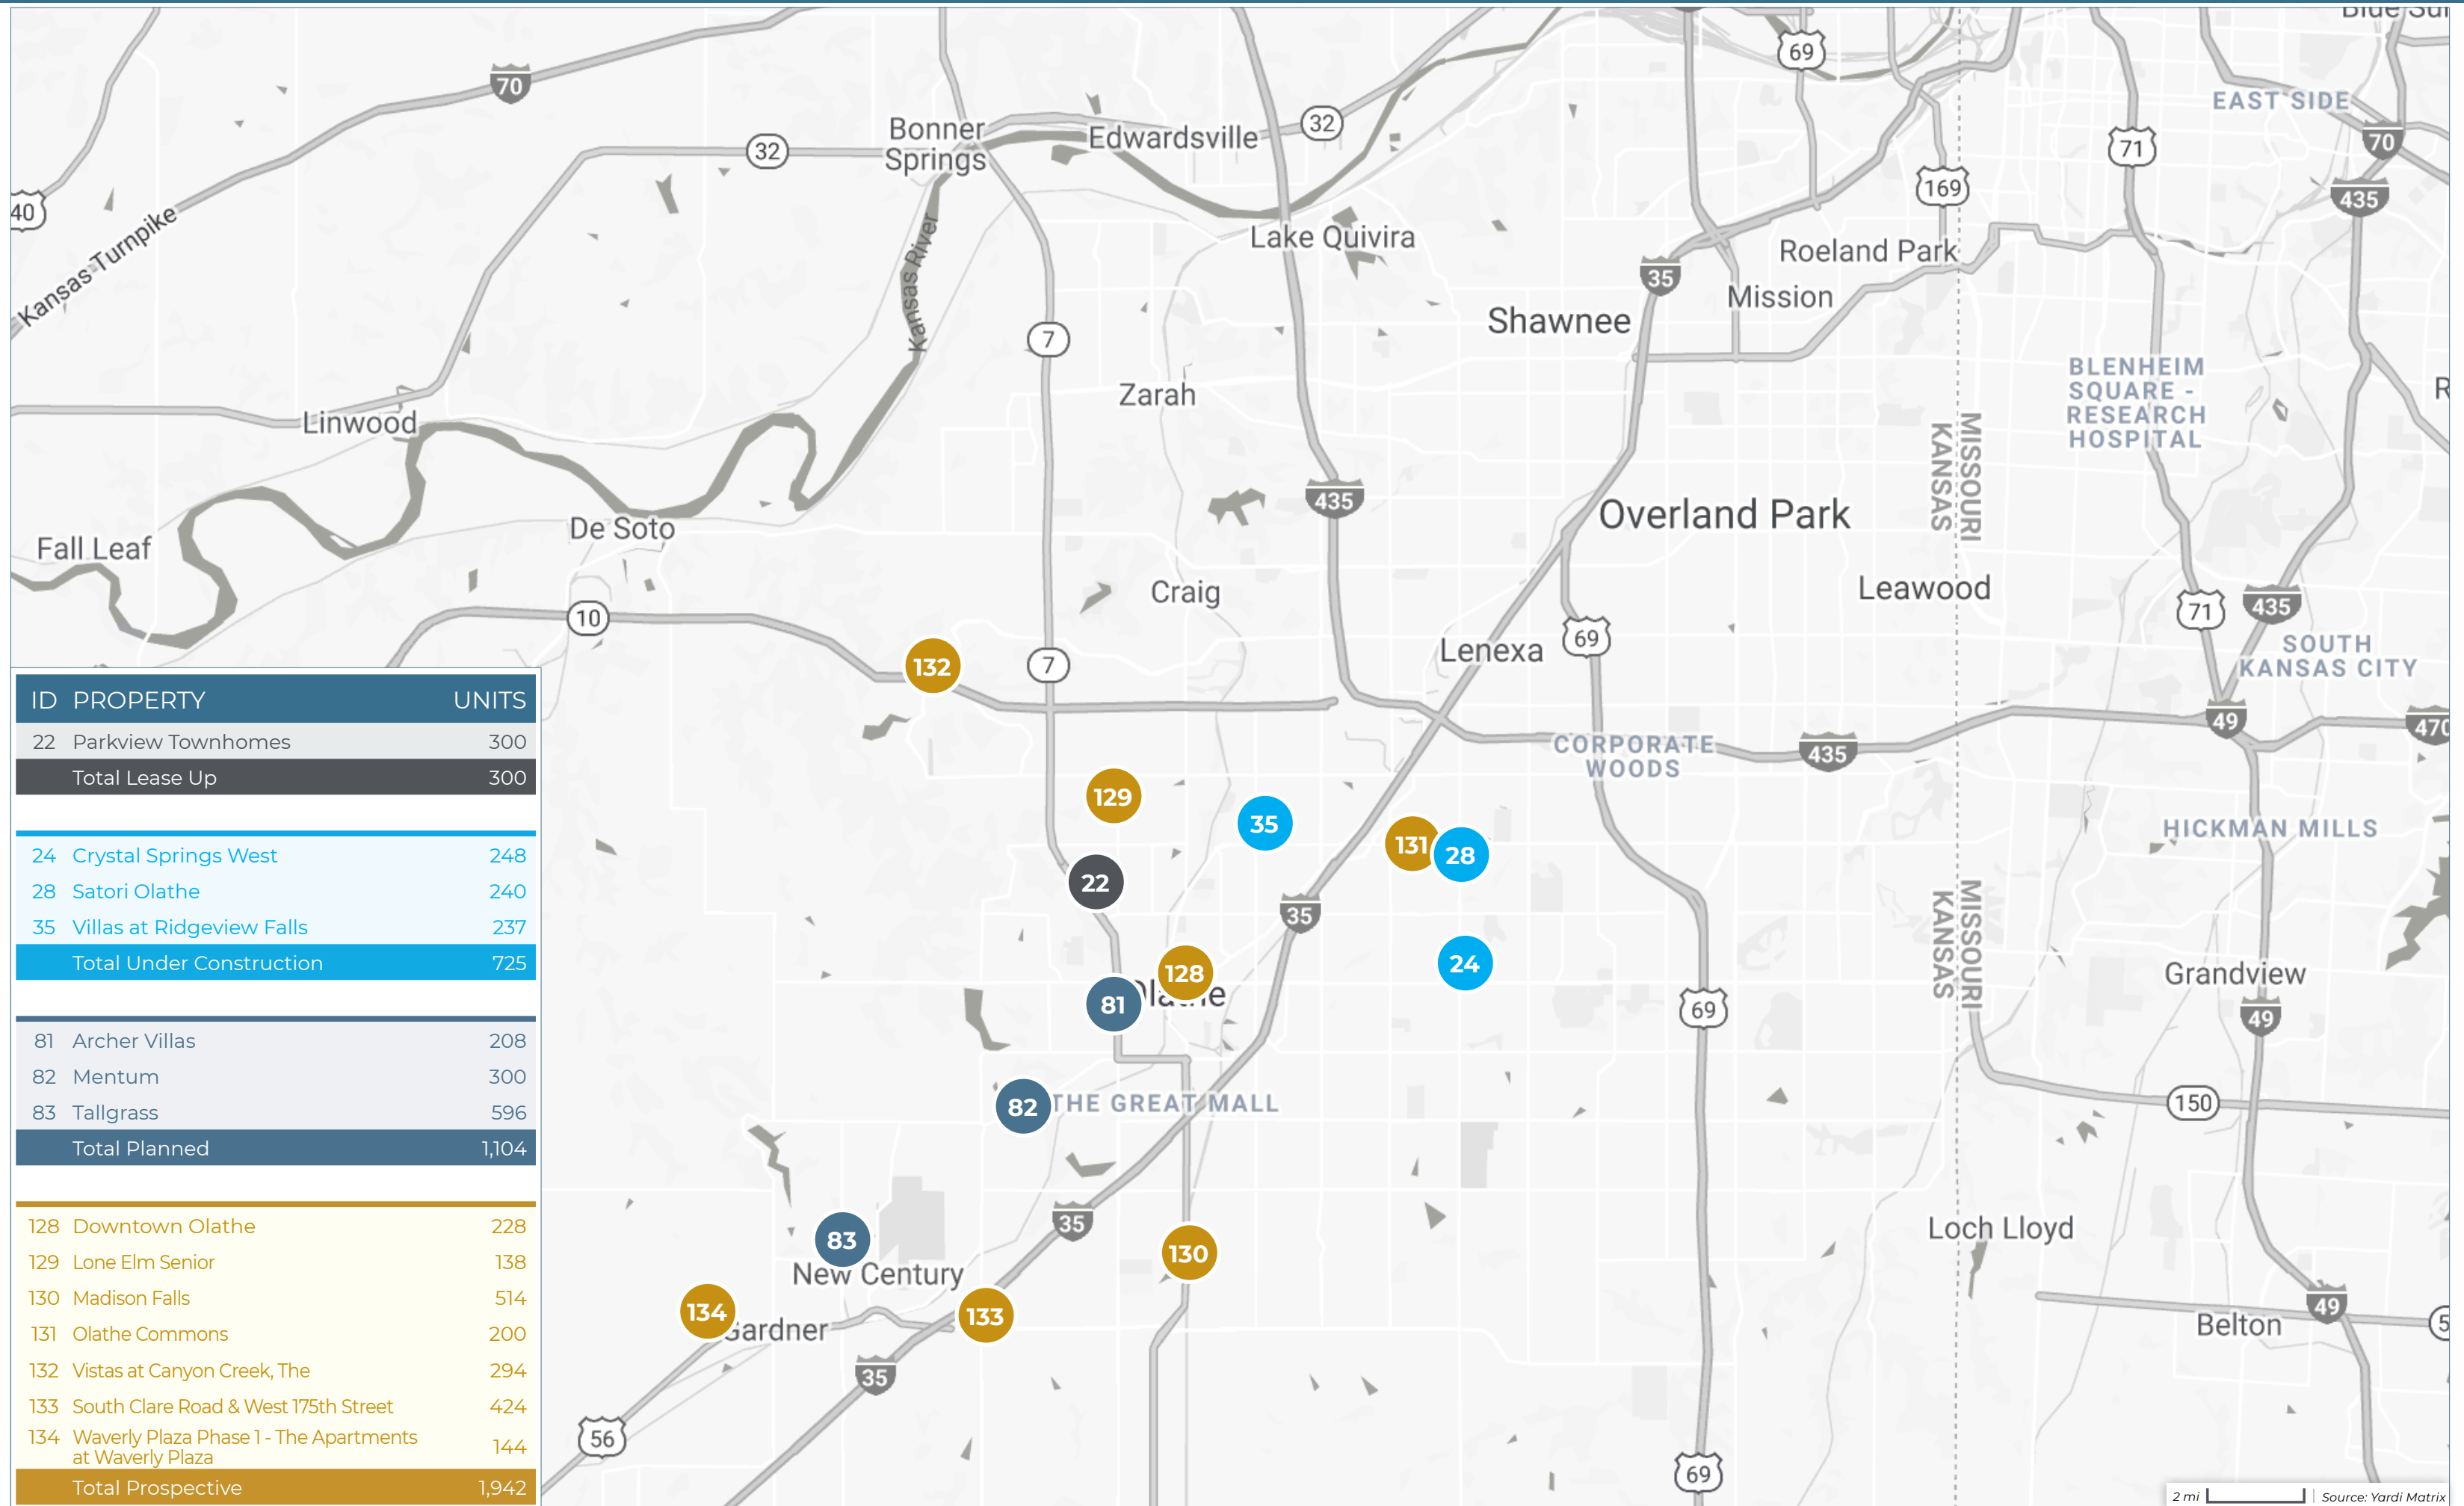 Blue Sum
69
70
EAST SIDE
Bonner
Springs
Edwardsville
32
32
71
70
40
169
435
Kansas Turnpike
Kansas River
Lake Quivira
Roeland Park
35
Mission
Shawnee
7
Zarah
BLENHEIM
SQUARE -
RESEARCH
HOSPITAL
R
Linwood
MISSOURI
KANSAS
435
Overland Park
De Soto
Fall Leaf
Craig
Leawood
10
71
435
69
Lenexa
SOUTH
KANSAS CITY
132
7
49
470
CORPORATE
WOODS
435
129
35
131
28
HICKMAN MILLS
22
35
MISSOURI
KANSAS
24
128
Olathe
81
Grandview
69
49
82
THE GREAT MALL
150
35
83
130
Loch Lloyd
New Century
134
Gardner
133
49
Belton
5
35
56
69
ID PROPERTY UNITS
22 Parkview Townhomes 300
Total Lease Up 300
24 Crystal Springs West 248
28 Satori Olathe 240
35 Villas at Ridgeview Falls 237
Total Under Construction 725
81 Archer Villas 208
82 Mentum 300
83 Tallgrass 596
Total Planned 1,104
128 Downtown Olathe 228
129 Lone Elm Senior 138
130 Madison Falls 514
131 Olathe Commons 200
132 Vistas at Canyon Creek, The 294
133 South Clare Road & West 175th Street 424
134 Waverly Plaza Phase 1 - The Apartments
at Waverly Plaza 144
Total Prospective 1,942
2 mi
Source: Yardi Matrix